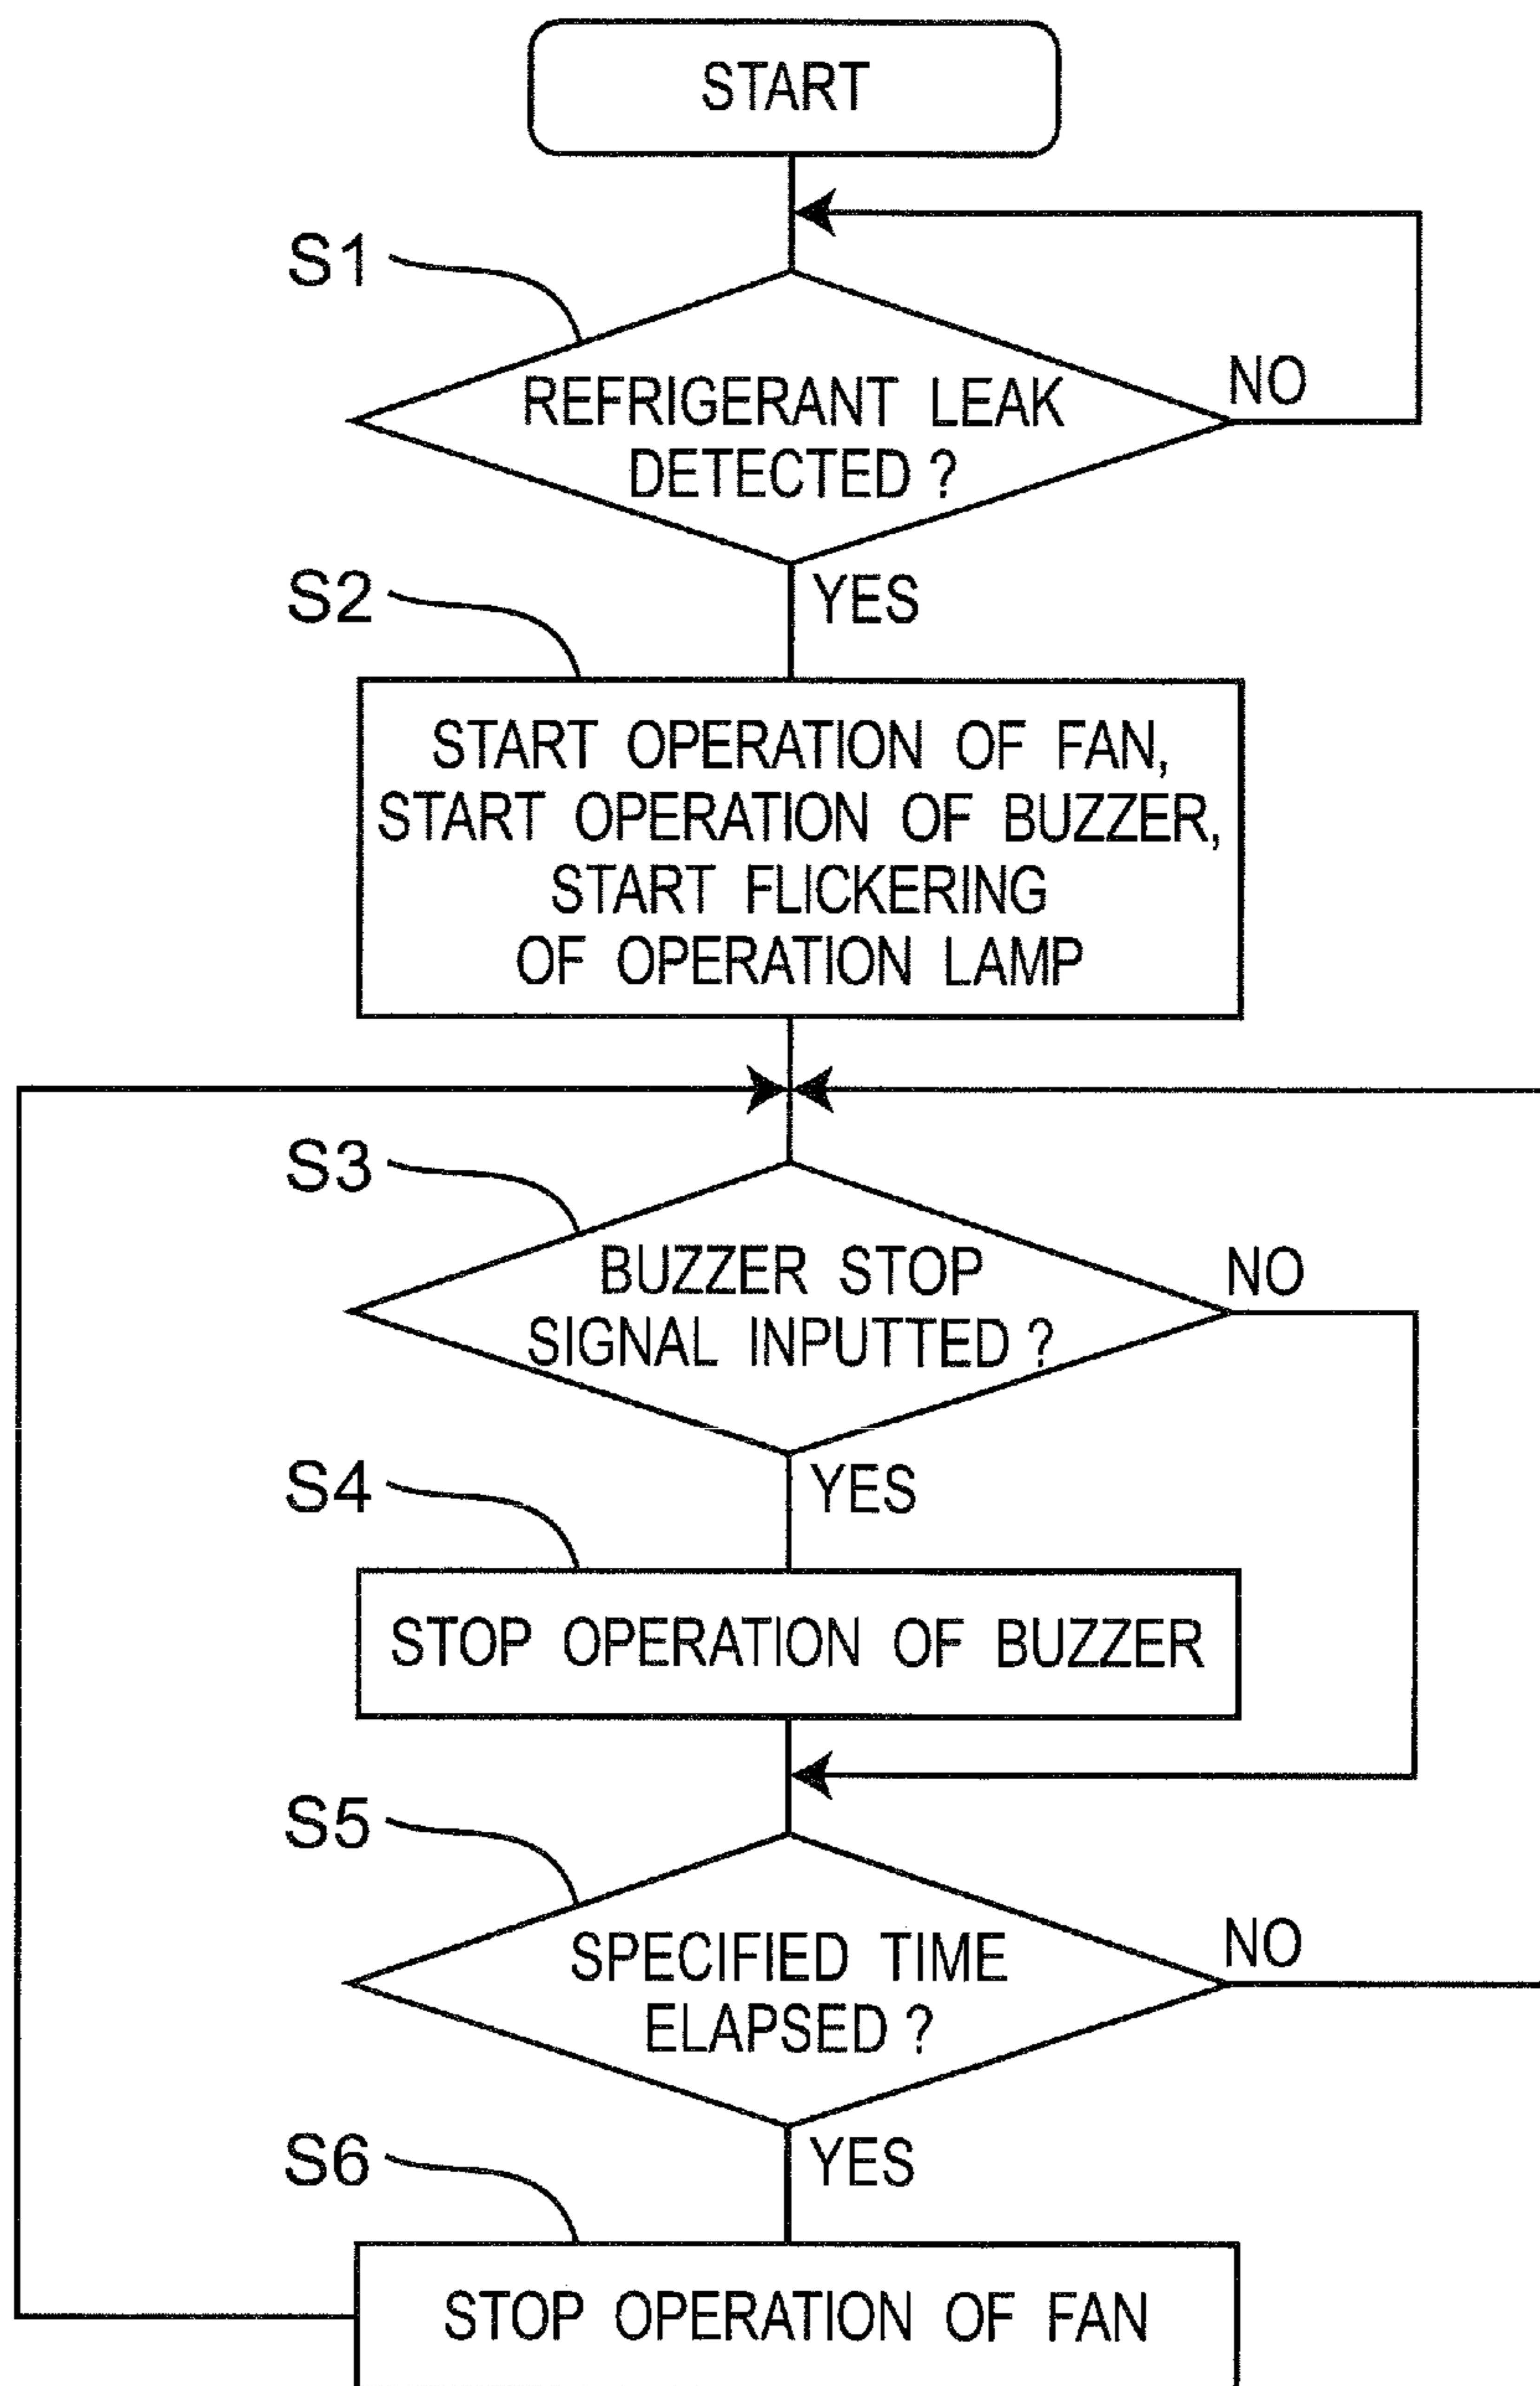 START
S1
REFRIGERANT LEAK
DETECTED ?
NO
YES
S2
START OPERATION OF FAN,
START OPERATION OF BUZZER,
START FLICKERING
OF OPERATION LAMP
S3
BUZZER STOP
SIGNAL INPUTTED ?
NO
YES
S4
STOP OPERATION OF BUZZER
S5
SPECIFIED TIME
ELAPSED ?
NO
YES
S6
STOP OPERATION OF FAN